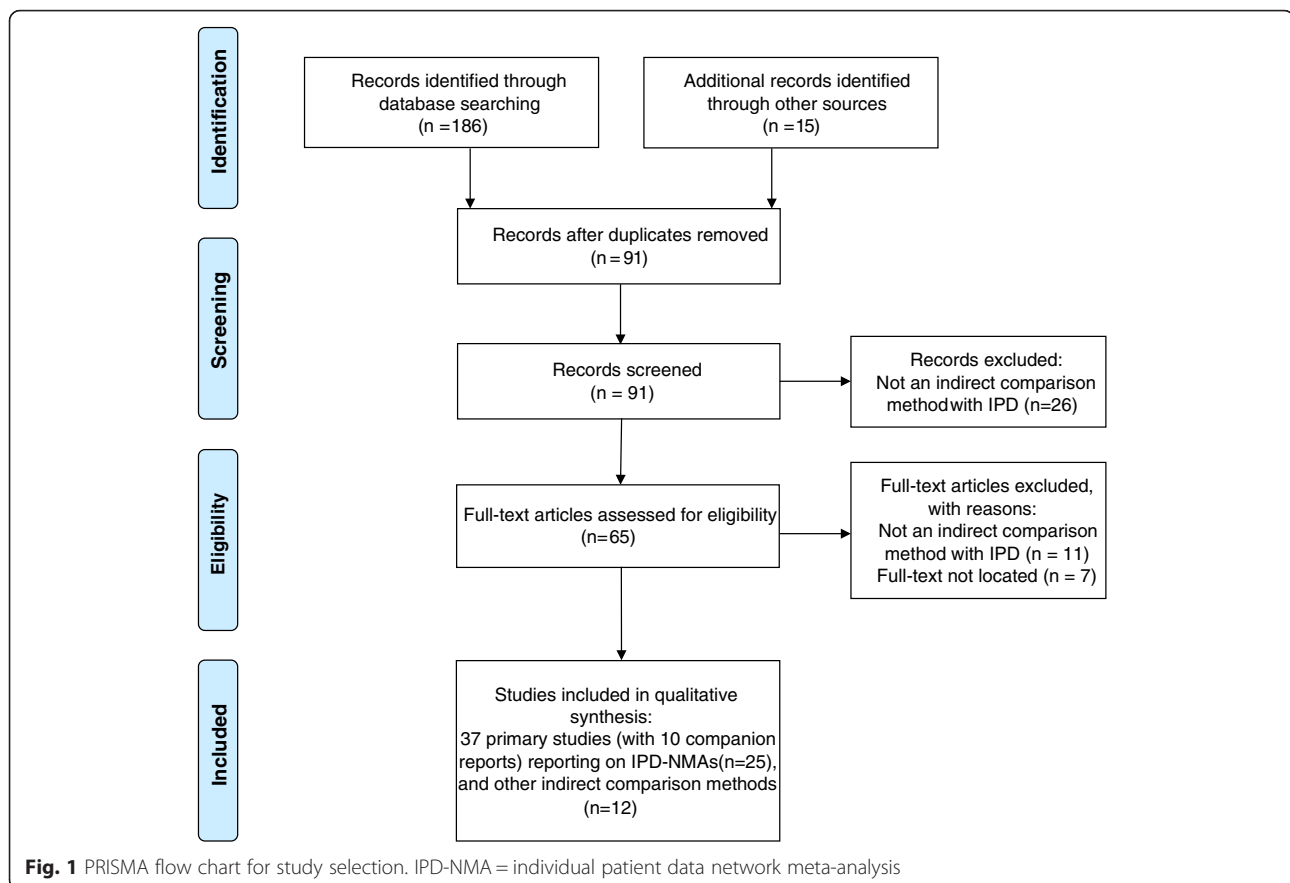 Identification
Records identified through
database searching
(n =186)
Additional records identified
through other sources
(n =15)
Records after duplicates removed
(n = 91)
Screening
Records screened
(n = 91)
Records excluded:
Not an indirect comparison
method with IPD (n=26)
Eligibility
Full-text articles assessed for eligibility
(n=65)
Full-text articles excluded,
with reasons:
Not an indirect comparison
method with IPD (n = 11)
Full-text not located (n = 7)
Included
Studies included in qualitative
synthesis:
37 primary studies (with 10 companion
reports) reporting on IPD-NMAs(n=25),
and other indirect comparison methods
(n=12)
Fig. 1 PRISMA flow chart for study selection. IPD-NMA = individual patient data network meta-analysis